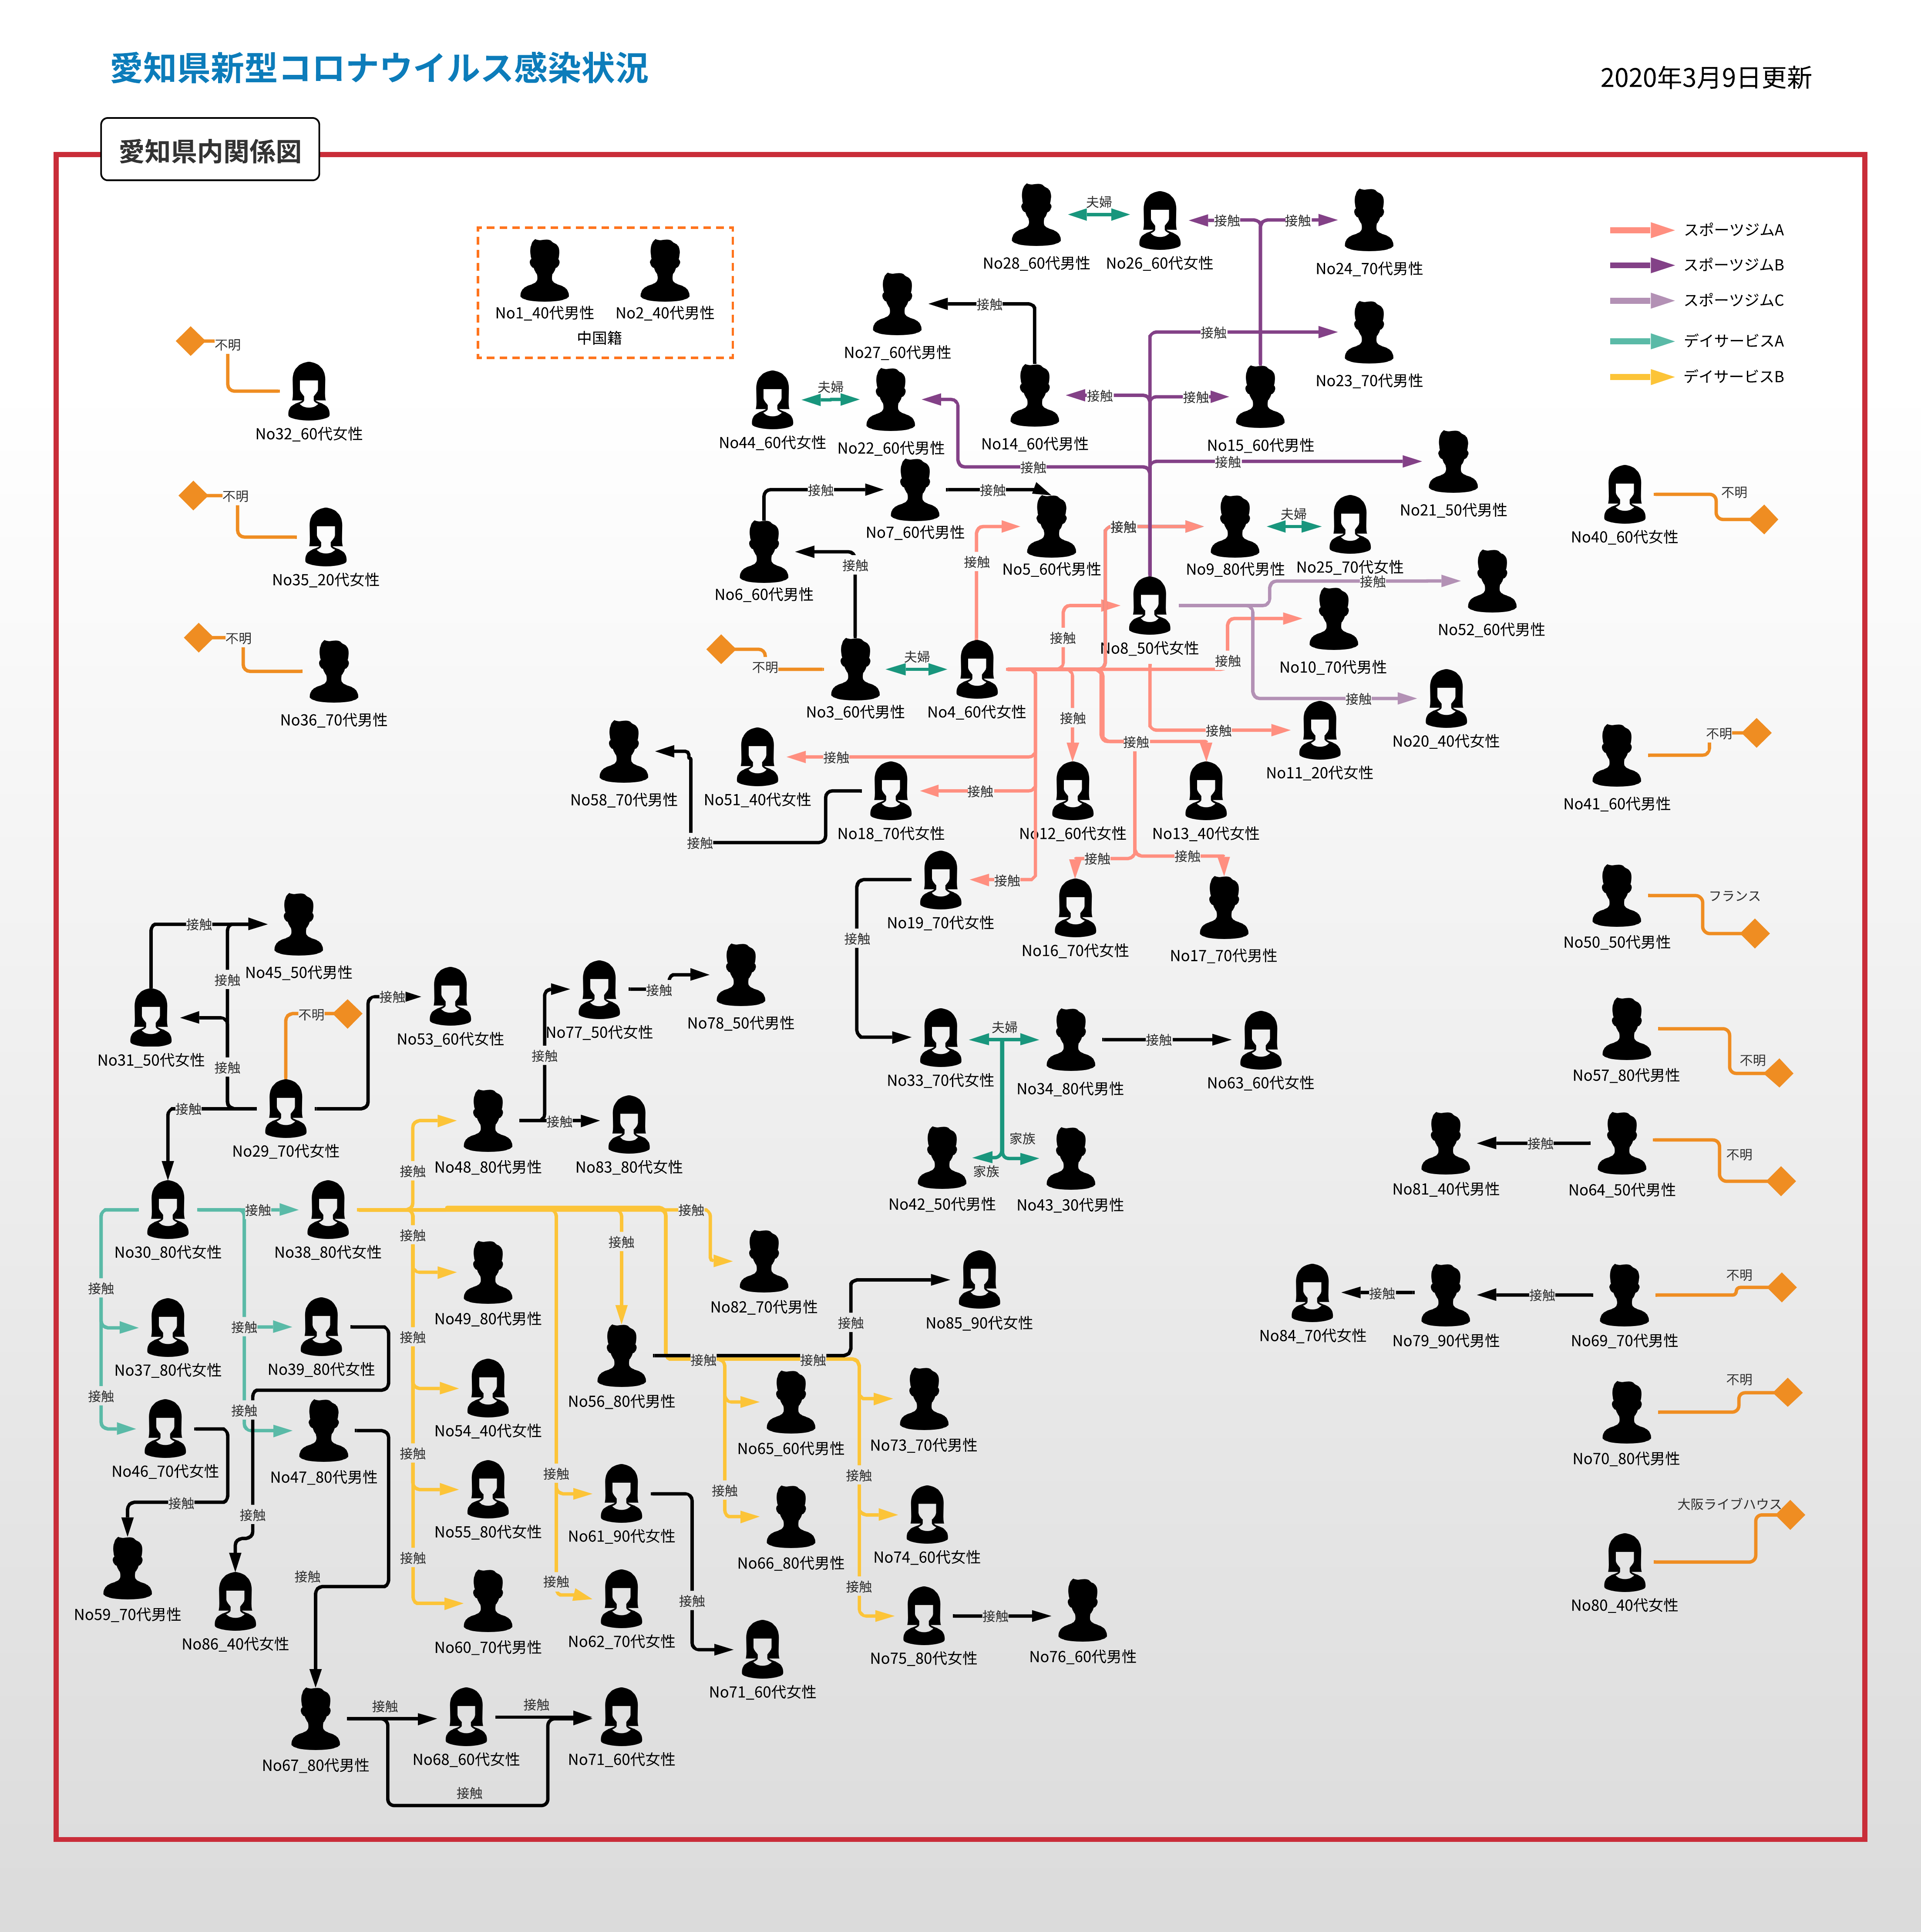 愛知県新型コロナウイルス感染状況
2020年3月9日更新
愛知県内関係図
スポーツジムA
スポーツジムB
スポーツジムC
デイサービスA
デイサービスB
夫婦
接触
接触
No28_60代男性
No26_60代女性
No24_70代男性
No1_40代男性
No2_40代男性
中国籍
接触
No27_60代男性
接触
No23_70代男性
不明
No32_60代女性
夫婦
接触
接触
No44_60代女性
No22_60代男性
No14_60代男性
No15_60代男性
接触
接触
不明
No35_20代女性
接触
接触
No7_60代男性
No21_50代男性
不明
No40_60代女性
接触
夫婦
接触
接触
No6_60代男性
No5_60代男性
No9_80代男性
No25_70代女性
接触
No52_60代男性
不明
No36_70代男性
不明
夫婦
接触
No8_50代女性
接触
No10_70代男性
No3_60代男性
No4_60代女性
接触
No20_40代女性
接触
接触
接触
不明
No41_60代男性
接触
No58_70代男性
No51_40代女性
No11_20代女性
接触
接触
No18_70代女性
No12_60代女性
No13_40代女性
接触
接触
接触
No19_70代女性
No16_70代女性
No17_70代男性
フランス
No50_50代男性
接触
接触
No45_50代男性
接触
No31_50代女性
接触
不明
接触
No53_60代女性
接触
No77_50代女性
接触
No78_50代男性
接触
夫婦
接触
No33_70代女性
No34_80代男性
No63_60代女性
不明
No57_80代男性
接触
No29_70代女性
接触
No48_80代男性
接触
No83_80代女性
家族
家族
No42_50代男性
No43_30代男性
接触
No81_40代男性
No64_50代男性
不明
接触
No30_80代女性
No38_80代女性
接触
接触
接触
No82_70代男性
接触
No37_80代女性
接触
No39_80代女性
No49_80代男性
接触
接触
No85_90代女性
接触
接触
No84_70代女性
No79_90代男性
No69_70代男性
不明
接触
接触
No56_80代男性
接触
接触
No46_70代女性
No47_80代男性
No54_40代女性
No65_60代男性
No73_70代男性
不明
No70_80代男性
接触
接触
接触
No55_80代女性
接触
No61_90代女性
接触
No66_80代男性
接触
No74_60代女性
大阪ライブハウス
No80_40代女性
No59_70代男性
No86_40代女性
接触
接触
No60_70代男性
接触
No62_70代女性
接触
接触
No75_80代女性
接触
No76_60代男性
No71_60代女性
接触
接触
No67_80代男性
No68_60代女性
No71_60代女性
接触